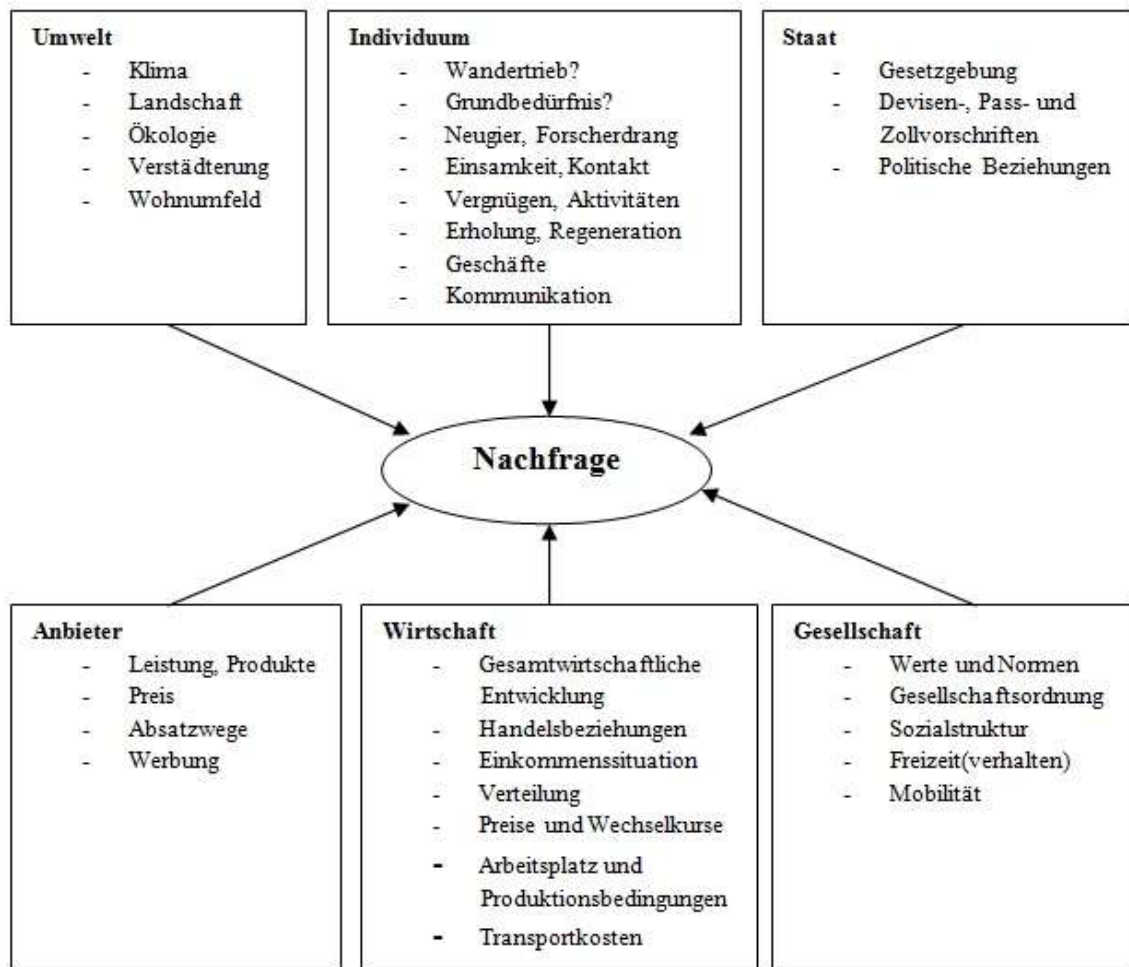 Umwelt
- Klima
- Landschaft
- Ökologie
- Verstädterung
- Wohnumfeld
Individuum
- Wandertrieb?
- Grundbedürfnis?
- Neugier, Forscherdrang
- Einsamkeit, Kontakt
- Vergnügen, Aktivitäten
- Erholung, Regeneration
- Geschäfte
- Kommunikation
Staat
- Gesetzgebung
- Devisen-, Pass- und
Zollvorschriften
- Politische Beziehungen
Nachfrage
Anbieter
- Leistung, Produkte
- Preis
- Absatzwege
- Werbung
Wirtschaft
- Gesamtwirtschaftliche
Entwicklung
- Handelsbeziehungen
- Einkommenssituation
- Verteilung
- Preise und Wechselkurse
- Arbeitsplatz und
Produktionsbedingungen
- Transportkosten
Gesellschaft
- Werte und Normen
- Gesellschaftsordnung
- Sozialstruktur
- Freizeit(verhalten)
- Mobilität